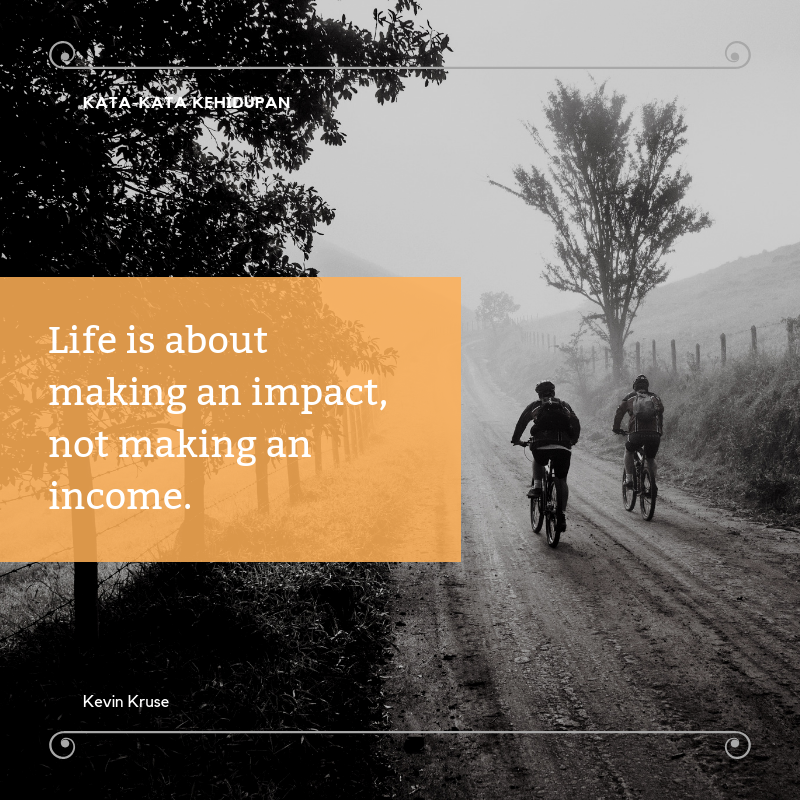 KATA-KATA KEHIDUPAN
Life is about
making an impact,
not making an
income.
Kevin Kruse